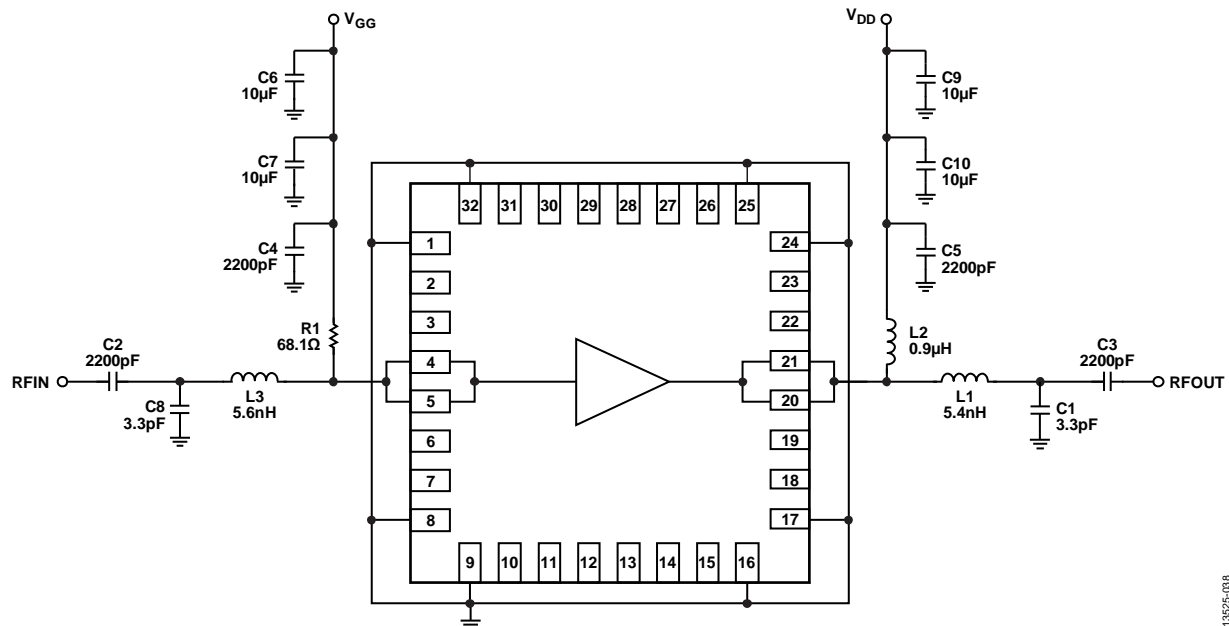 VGG
VDD
C6
10µF
C9
10µF
C7
10µF
C10
10µF
32 31 30 29 28 27 26 25
C4
2200pF
C5
2200pF
1
24
2
23
3
22
R1
68.1Ω
L2
0.9µH
C2
2200pF
C3
2200pF
4
21
RFIN
RFOUT
L3
5.6nH
L1
5.4nH
C8
3.3pF
C1
3.3pF
5
20
6
19
7
18
8
17
9 10 11 12 13 14 15 16
13525-038